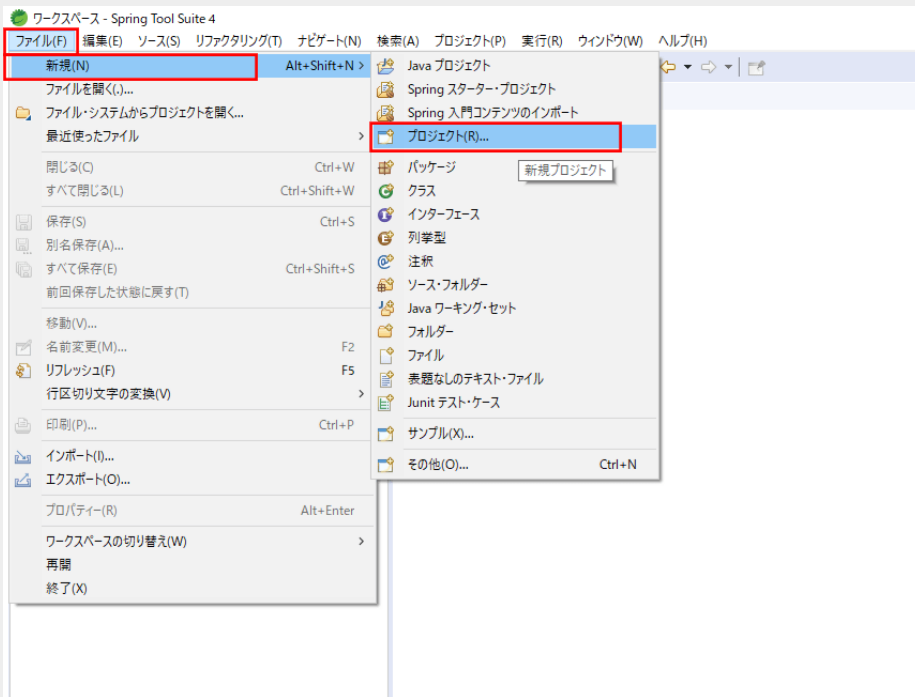 ワークスペース - Spring Tool Suite 4
ファイル(F) 編集(E) ソース(S) リファクタリング(T) ナビゲート(N) 検索(A) プロジェクト(P) 実行(R) ウィンドウ(W) ヘルプ(H)
新規(N) Alt+Shift+N >
ファイルを開く(.)...
ファイル・システムからプロジェクトを開く...
最近使ったファイル >
閉じる(C) Ctrl+W
すべて閉じる(L) Ctrl+Shift+W
保存(S) Ctrl+S
別名保存(A)...
すべて保存(E) Ctrl+Shift+S
前回保存した状態に戻す(T)
移動(V)...
名前変更(M)... F2
リフレッシュ(F) F5
行区切り文字の変換(V) >
印刷(P)... Ctrl+P
インポート(I)...
エクスポート(O)...
プロパティー(R) Alt+Enter
ワークスペースの切り替え(W) >
再開
終了(X)
Java プロジェクト
Spring スターター・プロジェクト
Spring 入門コンテンツのインポート
プロジェクト(R)...
新規プロジェクト
パッケージ
クラス
インターフェース
列挙型
注釈
ソース・フォルダー
Java ワーキング・セット
フォルダー
ファイル
表題なしのテキスト・ファイル
Junit テスト・ケース
サンプル(X)...
その他(O)... Ctrl+N